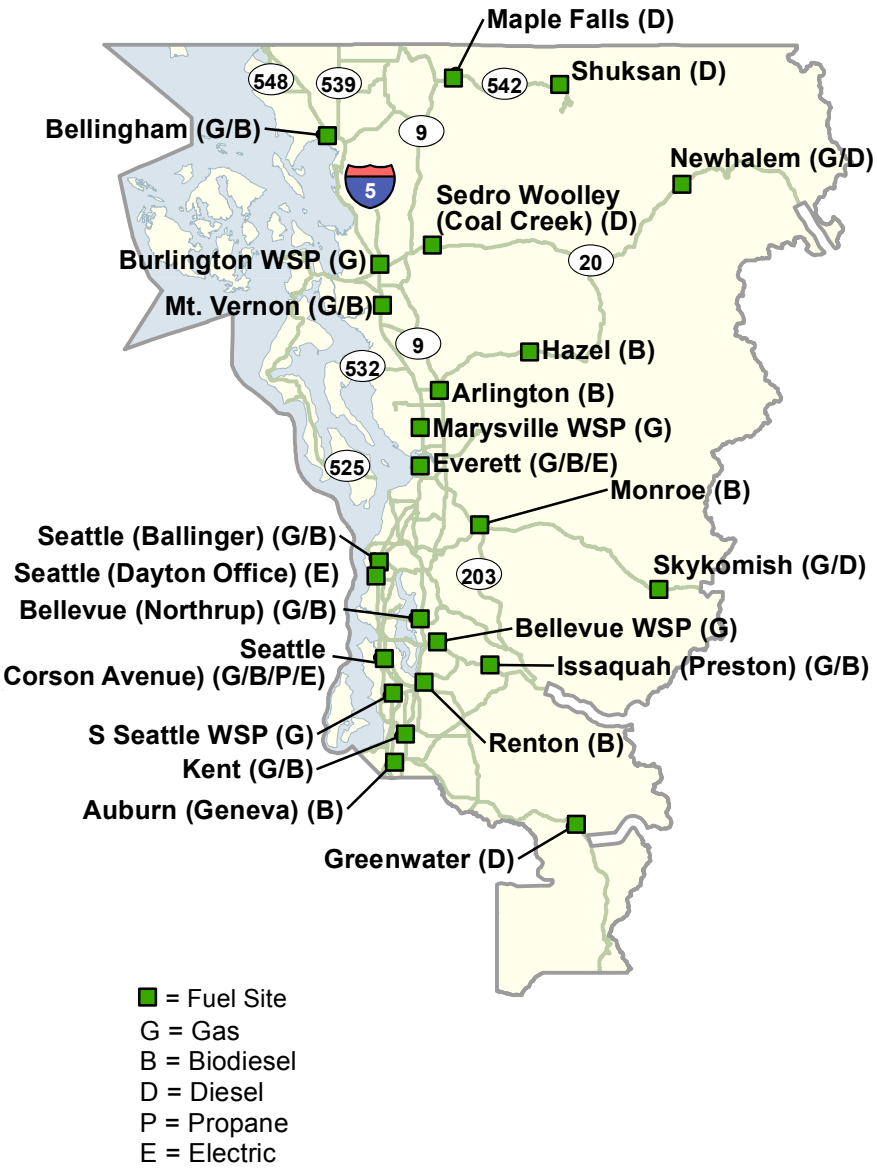 Maple Falls (D)
Shuksan (D)
548
539
542
Bellingham (G/B)
9
Newhalem (G/D)
5
Sedro Woolley
(Coal Creek) (D)
Burlington WSP (G)
20
Mt. Vernon (G/B)
9
Hazel (B)
532
Arlington (B)
Marysville WSP (G)
525
Everett (G/B/E)
Monroe (B)
Seattle (Ballinger) (G/B)
Seattle (Dayton Office) (E)
203
Skykomish (G/D)
Bellevue (Northrup) (G/B)
Bellevue WSP (G)
Seattle
Corson Avenue) (G/B/P/E)
Issaquah (Preston) (G/B)
S Seattle WSP (G)
Renton (B)
Kent (G/B)
Auburn (Geneva) (B)
Greenwater (D)
= Fuel Site
G = Gas
B = Biodiesel
D = Diesel
P = Propane
E = Electric